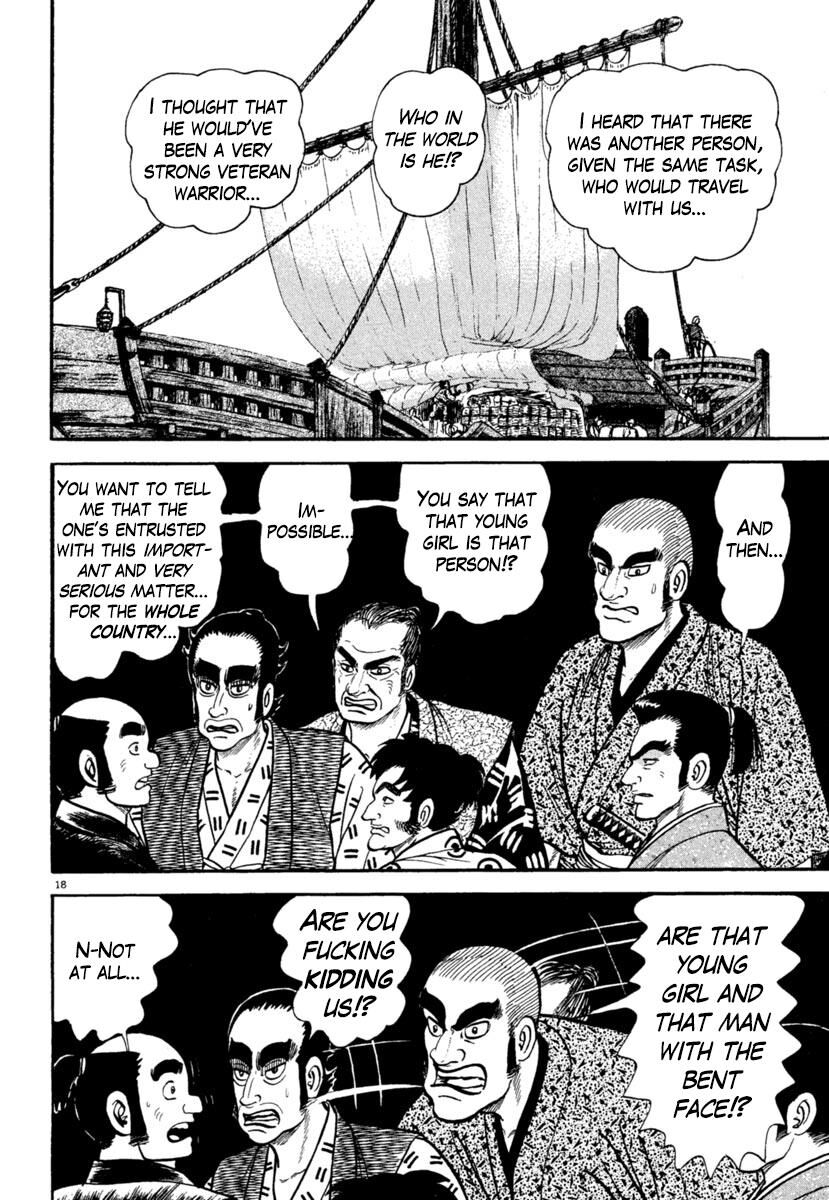 I HEARD THAT THERE
WAS ANOTHER PERSON,
GIVEN THE SAME TASK,
WHO WOULD TRAVEL
WITH US...
WHO IN
THE WORLD
IS HE!?
I THOUGHT THAT
HE WOULD'VE
BEEN A VERY
STRONG VETERAN
WARRIOR...
AND
THEN...
YOU SAY THAT
THAT YOUNG
GIRL IS THAT
PERSON!?
IM-
POSSIBLE...
YOU WANT TO TELL
ME THAT THE
ONE'S ENTRUSTED
WITH THIS IMPORT-
ANT AND VERY
SERIOUS MATTER...
FOR THE WHOLE
COUNTRY...
18
ARE THAT
YOUNG
GIRL AND
THAT MAN
WITH THE
BENT
FACE!?
ARE YOU
FUCKING
KIDDING
US!?
N-NOT
AT ALL...